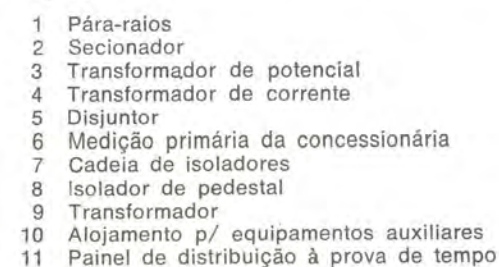 1 Pára-raios
2 Secionador
3 Transformador de potencial
4 Transformador de corrente
5 Disjuntor
6 Medição primária da concessionária
7 Cadeia de isoladores
8 Isolador de pedestal
9 Transformador
10 Alojamento p/ equipamentos auxiliares
11 Painel de distribuição à prova de tempo